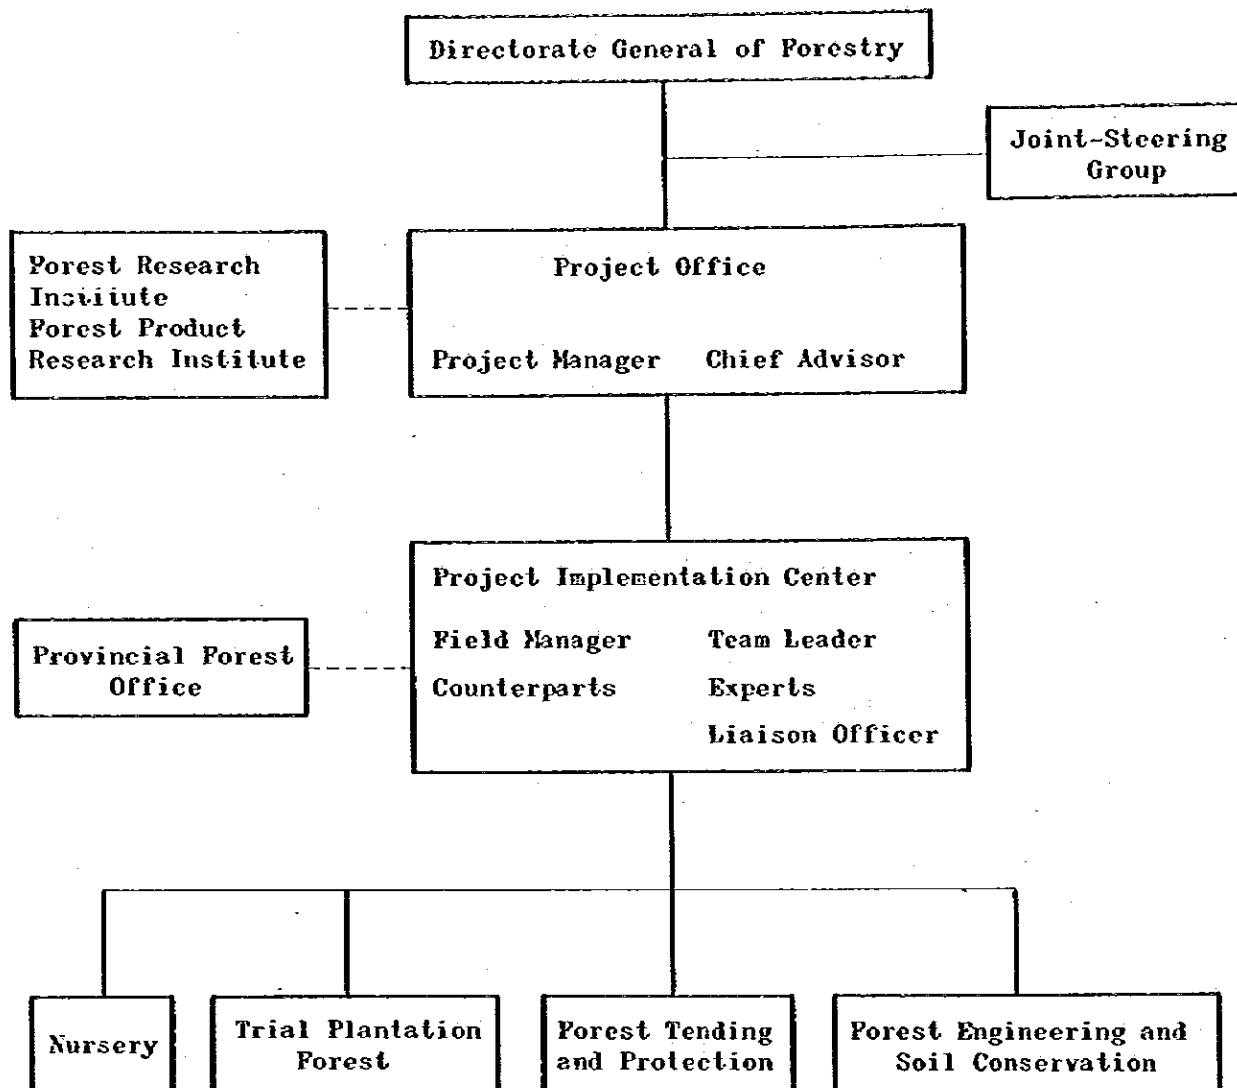 Directorate General of Forestry
Joint-Steering
Group
Forest Research
Institute
Forest Product
Research Institute
Project Office
Project Manager Chief Advisor
Project Implementation Center
Field Manager Team Leader
Counterparts Experts
Liaison Officer
Provincial Forest
Office
Nursery
Trial Plantation
Forest
Forest Tending
and Protection
Forest Engineering and
Soil Conservation